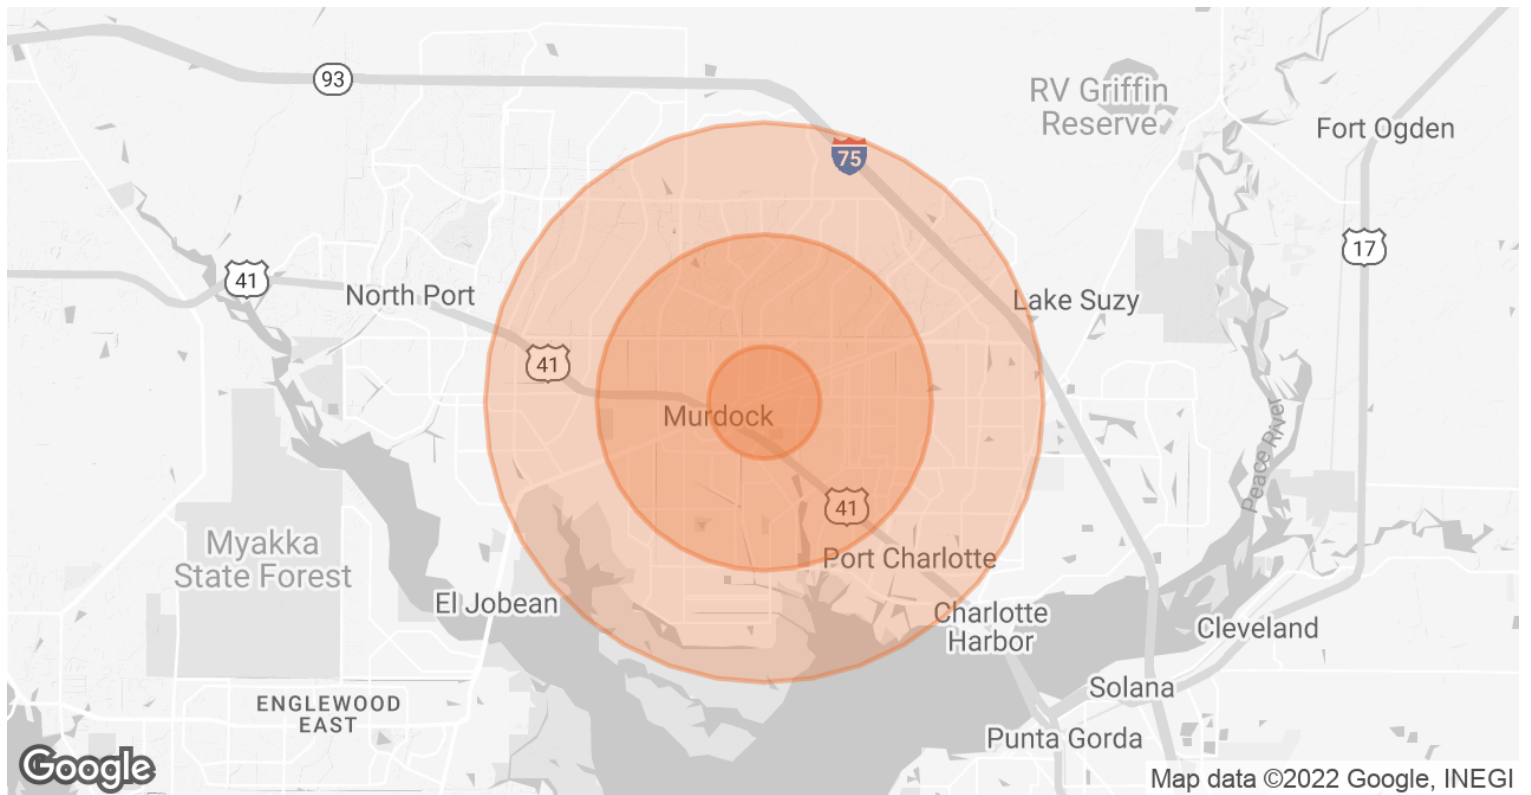 93
RV Griffin
Reserve
Fort Ogden
75
17
41
North Port
Lake Suzy
41
Murdock
Peace River
41
Myakka
State Forest
Port Charlotte
El Jobean
Charlotte
Harbor
Cleveland
Solana
ENGLEWOOD
EAST
Punta Gorda
Google
Map data ©2022 Google, INEGI